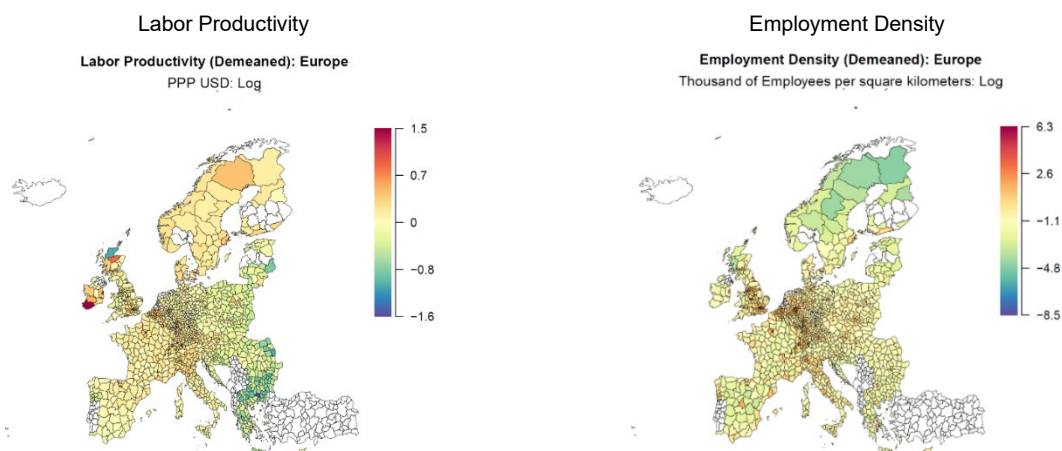 Labor Productivity
Labor Productivity (Demeaned): Europe
PPP USD: Log
1.5
0.7
0
−0.8
−1.6
Employment Density
Employment Density (Demeaned): Europe
Thousand of Employees per square kilometers: Log
6.3
2.6
−1.1
−4.8
−8.5